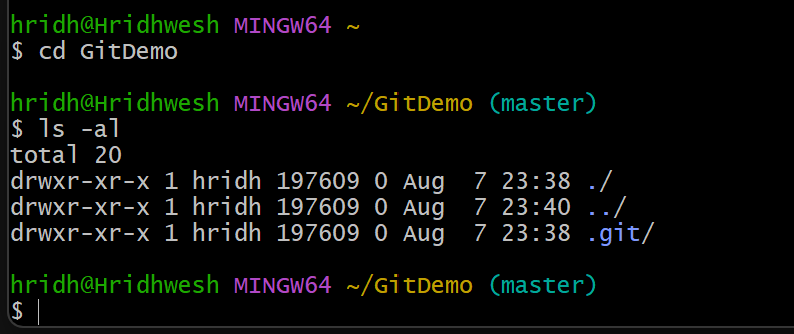 hridh@Hridhwesh MINGW64 ~
$ cd GitDemo
hridh@Hridhwesh MINGW64 ~/GitDemo (master)
$ ls -al
total 20
drwxr-xr-x 1 hridh 197609 0 Aug  7 23:38 ./
drwxr-xr-x 1 hridh 197609 0 Aug  7 23:40 ../
drwxr-xr-x 1 hridh 197609 0 Aug  7 23:38 .git/
hridh@Hridhwesh MINGW64 ~/GitDemo (master)
$